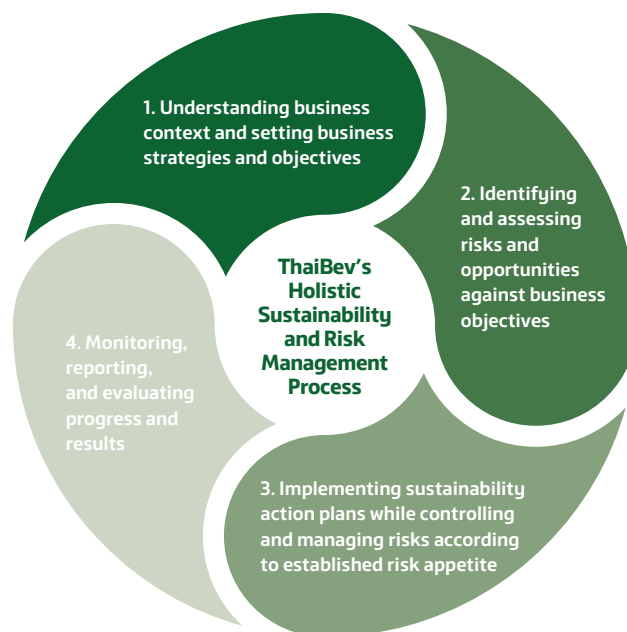 1. Understanding business
context and setting business
strategies and objectives
2. Identifying
and assessing
risks and
opportunities
against business
objectives
ThaiBev's
Holistic
Sustainability
and Risk
Management
Process
4. Monitoring,
reporting,
and evaluating
progress and
results
3. Implementing sustainability
action plans while controlling
and managing risks according
to established risk appetite